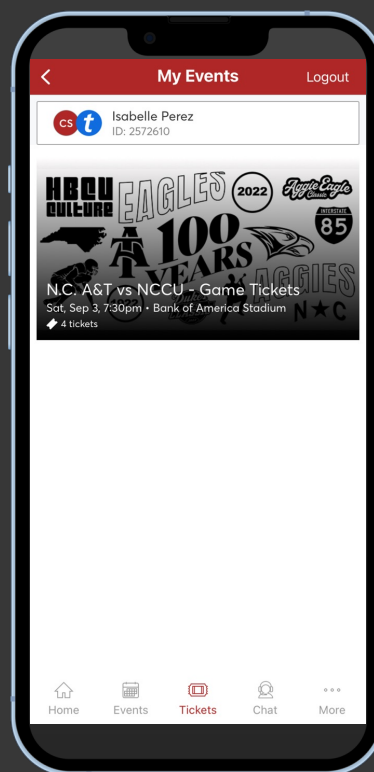 My Events
Logout
CS t
Isabelle Perez
ID: 2572610
HBCU
CULTURE
EAGLES
2022
Aggie Eagle
Classic
INTERSTATE
85
AT
100
YEARS
AGGIES
N★C
N.C. A&T vs NCCU - Game Tickets
Sat, Sep 3, 7:30pm • Bank of America Stadium
4 tickets
Home
Events
Tickets
Chat
More